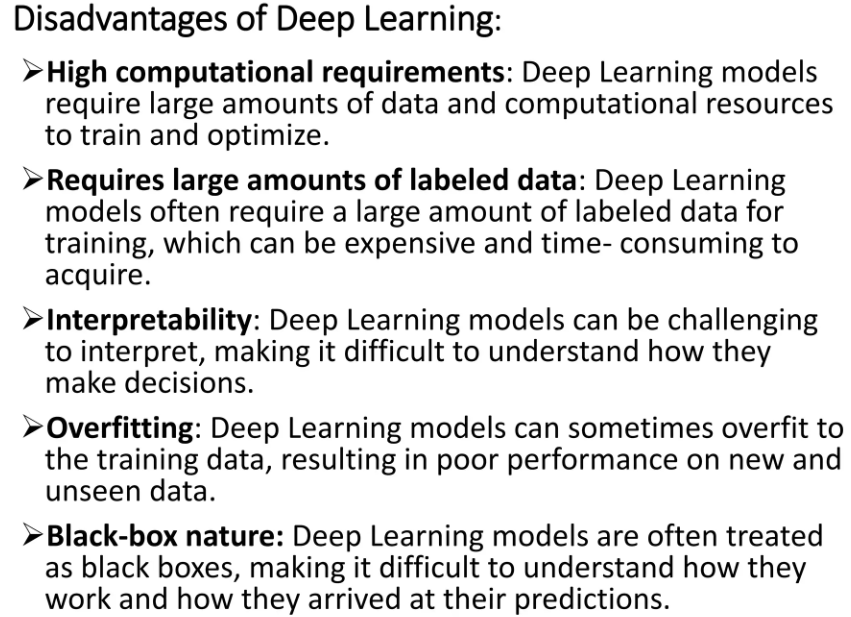 Disadvantages of Deep Learning:
➢High computational requirements: Deep Learning models
require large amounts of data and computational resources
to train and optimize.
➢Requires large amounts of labeled data: Deep Learning
models often require a large amount of labeled data for
training, which can be expensive and time- consuming to
acquire.
➢Interpretability: Deep Learning models can be challenging
to interpret, making it difficult to understand how they
make decisions.
➢Overfitting: Deep Learning models can sometimes overfit to
the training data, resulting in poor performance on new and
unseen data.
➢Black-box nature: Deep Learning models are often treated
as black boxes, making it difficult to understand how they
work and how they arrived at their predictions.